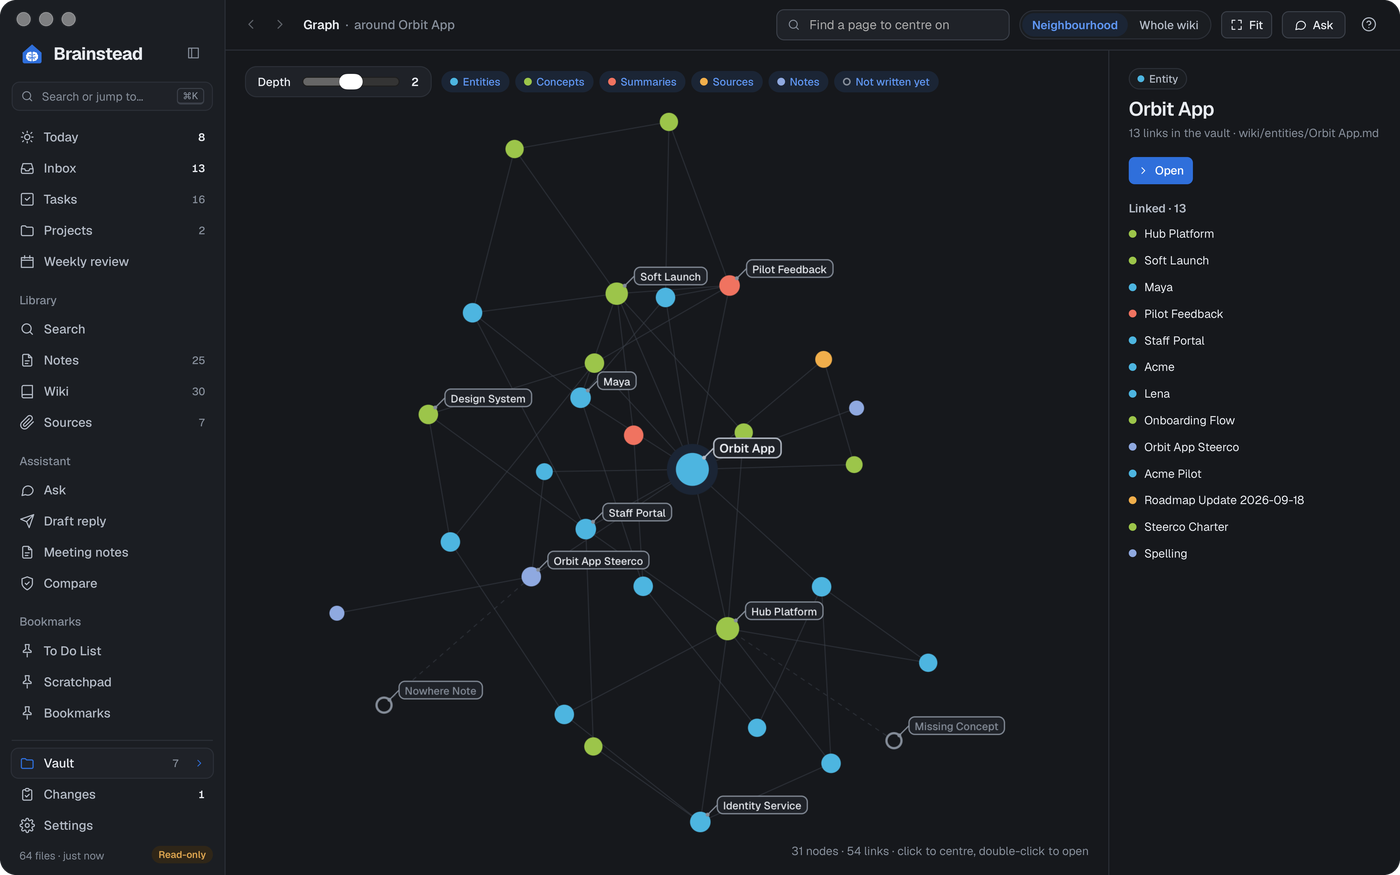 Brainstead
Search or jump to...
⌘K
Today 8
Inbox 13
Tasks 16
Projects 2
Weekly review
Library
Search
Notes 25
Wiki 30
Sources 7
Assistant
Ask
Draft reply
Meeting notes
Compare
Bookmarks
To Do List
Scratchpad
Bookmarks
Vault 7
Changes 1
Settings
64 files · just now
Read-only
Graph · around Orbit App
Find a page to centre on
Neighbourhood
Whole wiki
Fit
Ask
Depth 2
Entities
Concepts
Summaries
Sources
Notes
Not written yet
Soft Launch
Pilot Feedback
Maya
Design System
Orbit App
Staff Portal
Orbit App Steerco
Hub Platform
Nowhere Note
Missing Concept
Identity Service
31 nodes · 54 links · click to centre, double-click to open
Entity
Orbit App
13 links in the vault · wiki/entities/Orbit App.md
Open
Linked · 13
Hub Platform
Soft Launch
Maya
Pilot Feedback
Staff Portal
Acme
Lena
Onboarding Flow
Orbit App Steerco
Acme Pilot
Roadmap Update 2026-09-18
Steerco Charter
Spelling